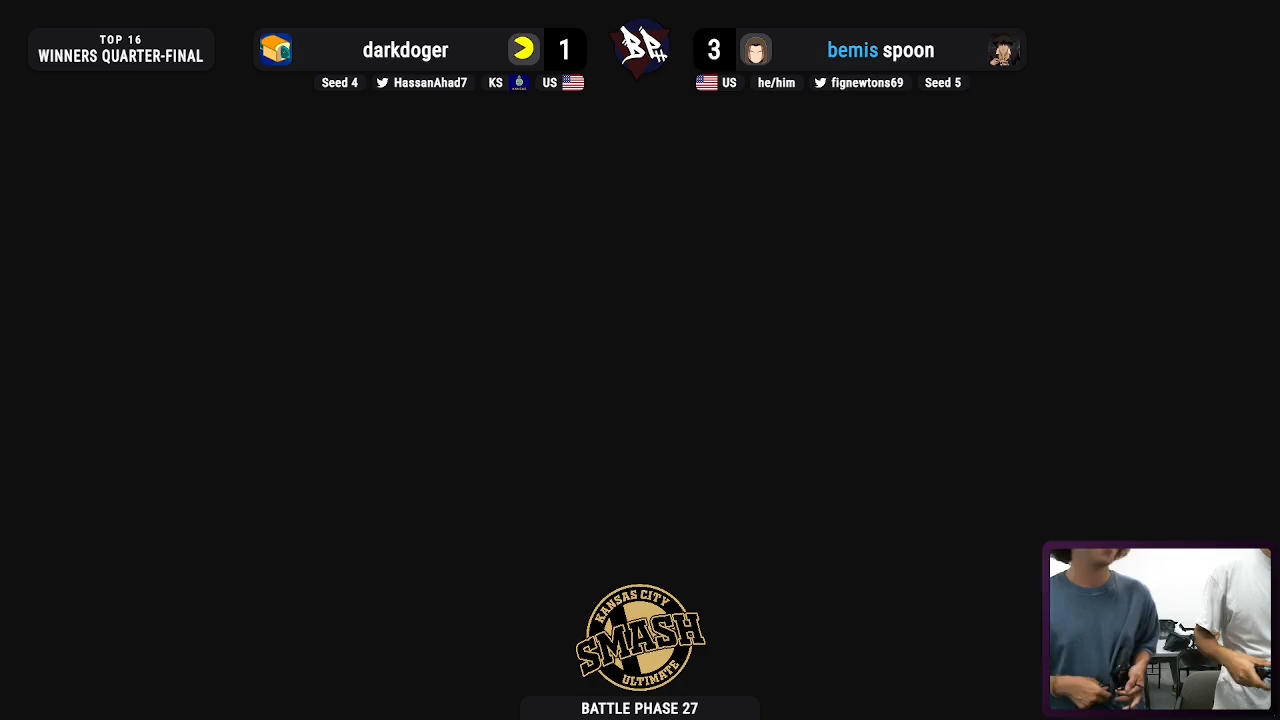 TOP 16
WINNERS QUARTER-FINAL
darkdoger
1
BP
3
bemis spoon
Seed 4
HassanAhad7
KS
US
US
he/him
fignewtons69
Seed 5
KANSAS CITY
SMASH
ULTIMATE
BATTLE PHASE 27